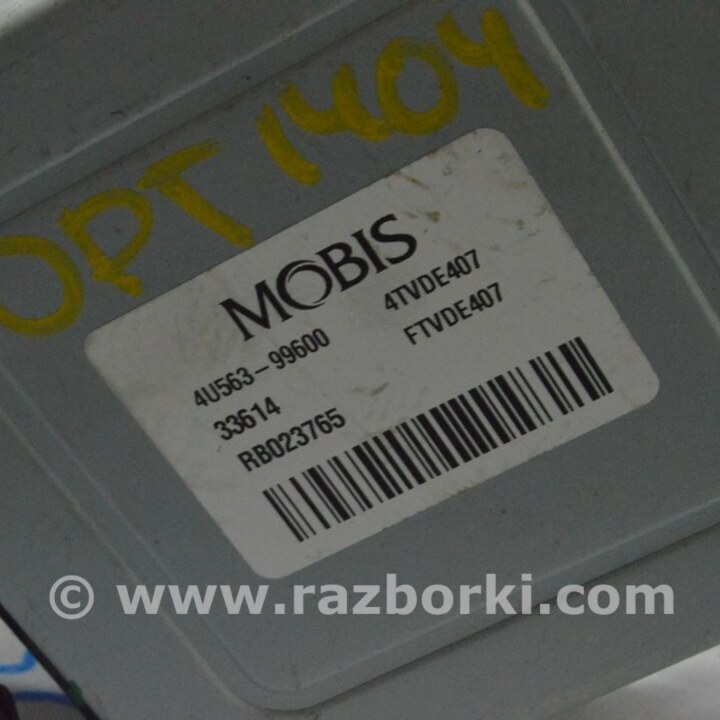 OPT 1404
MOBIS
4U563-99600 4TVDE407
33614 FTVDE407
RB023765
© www.razborki.com